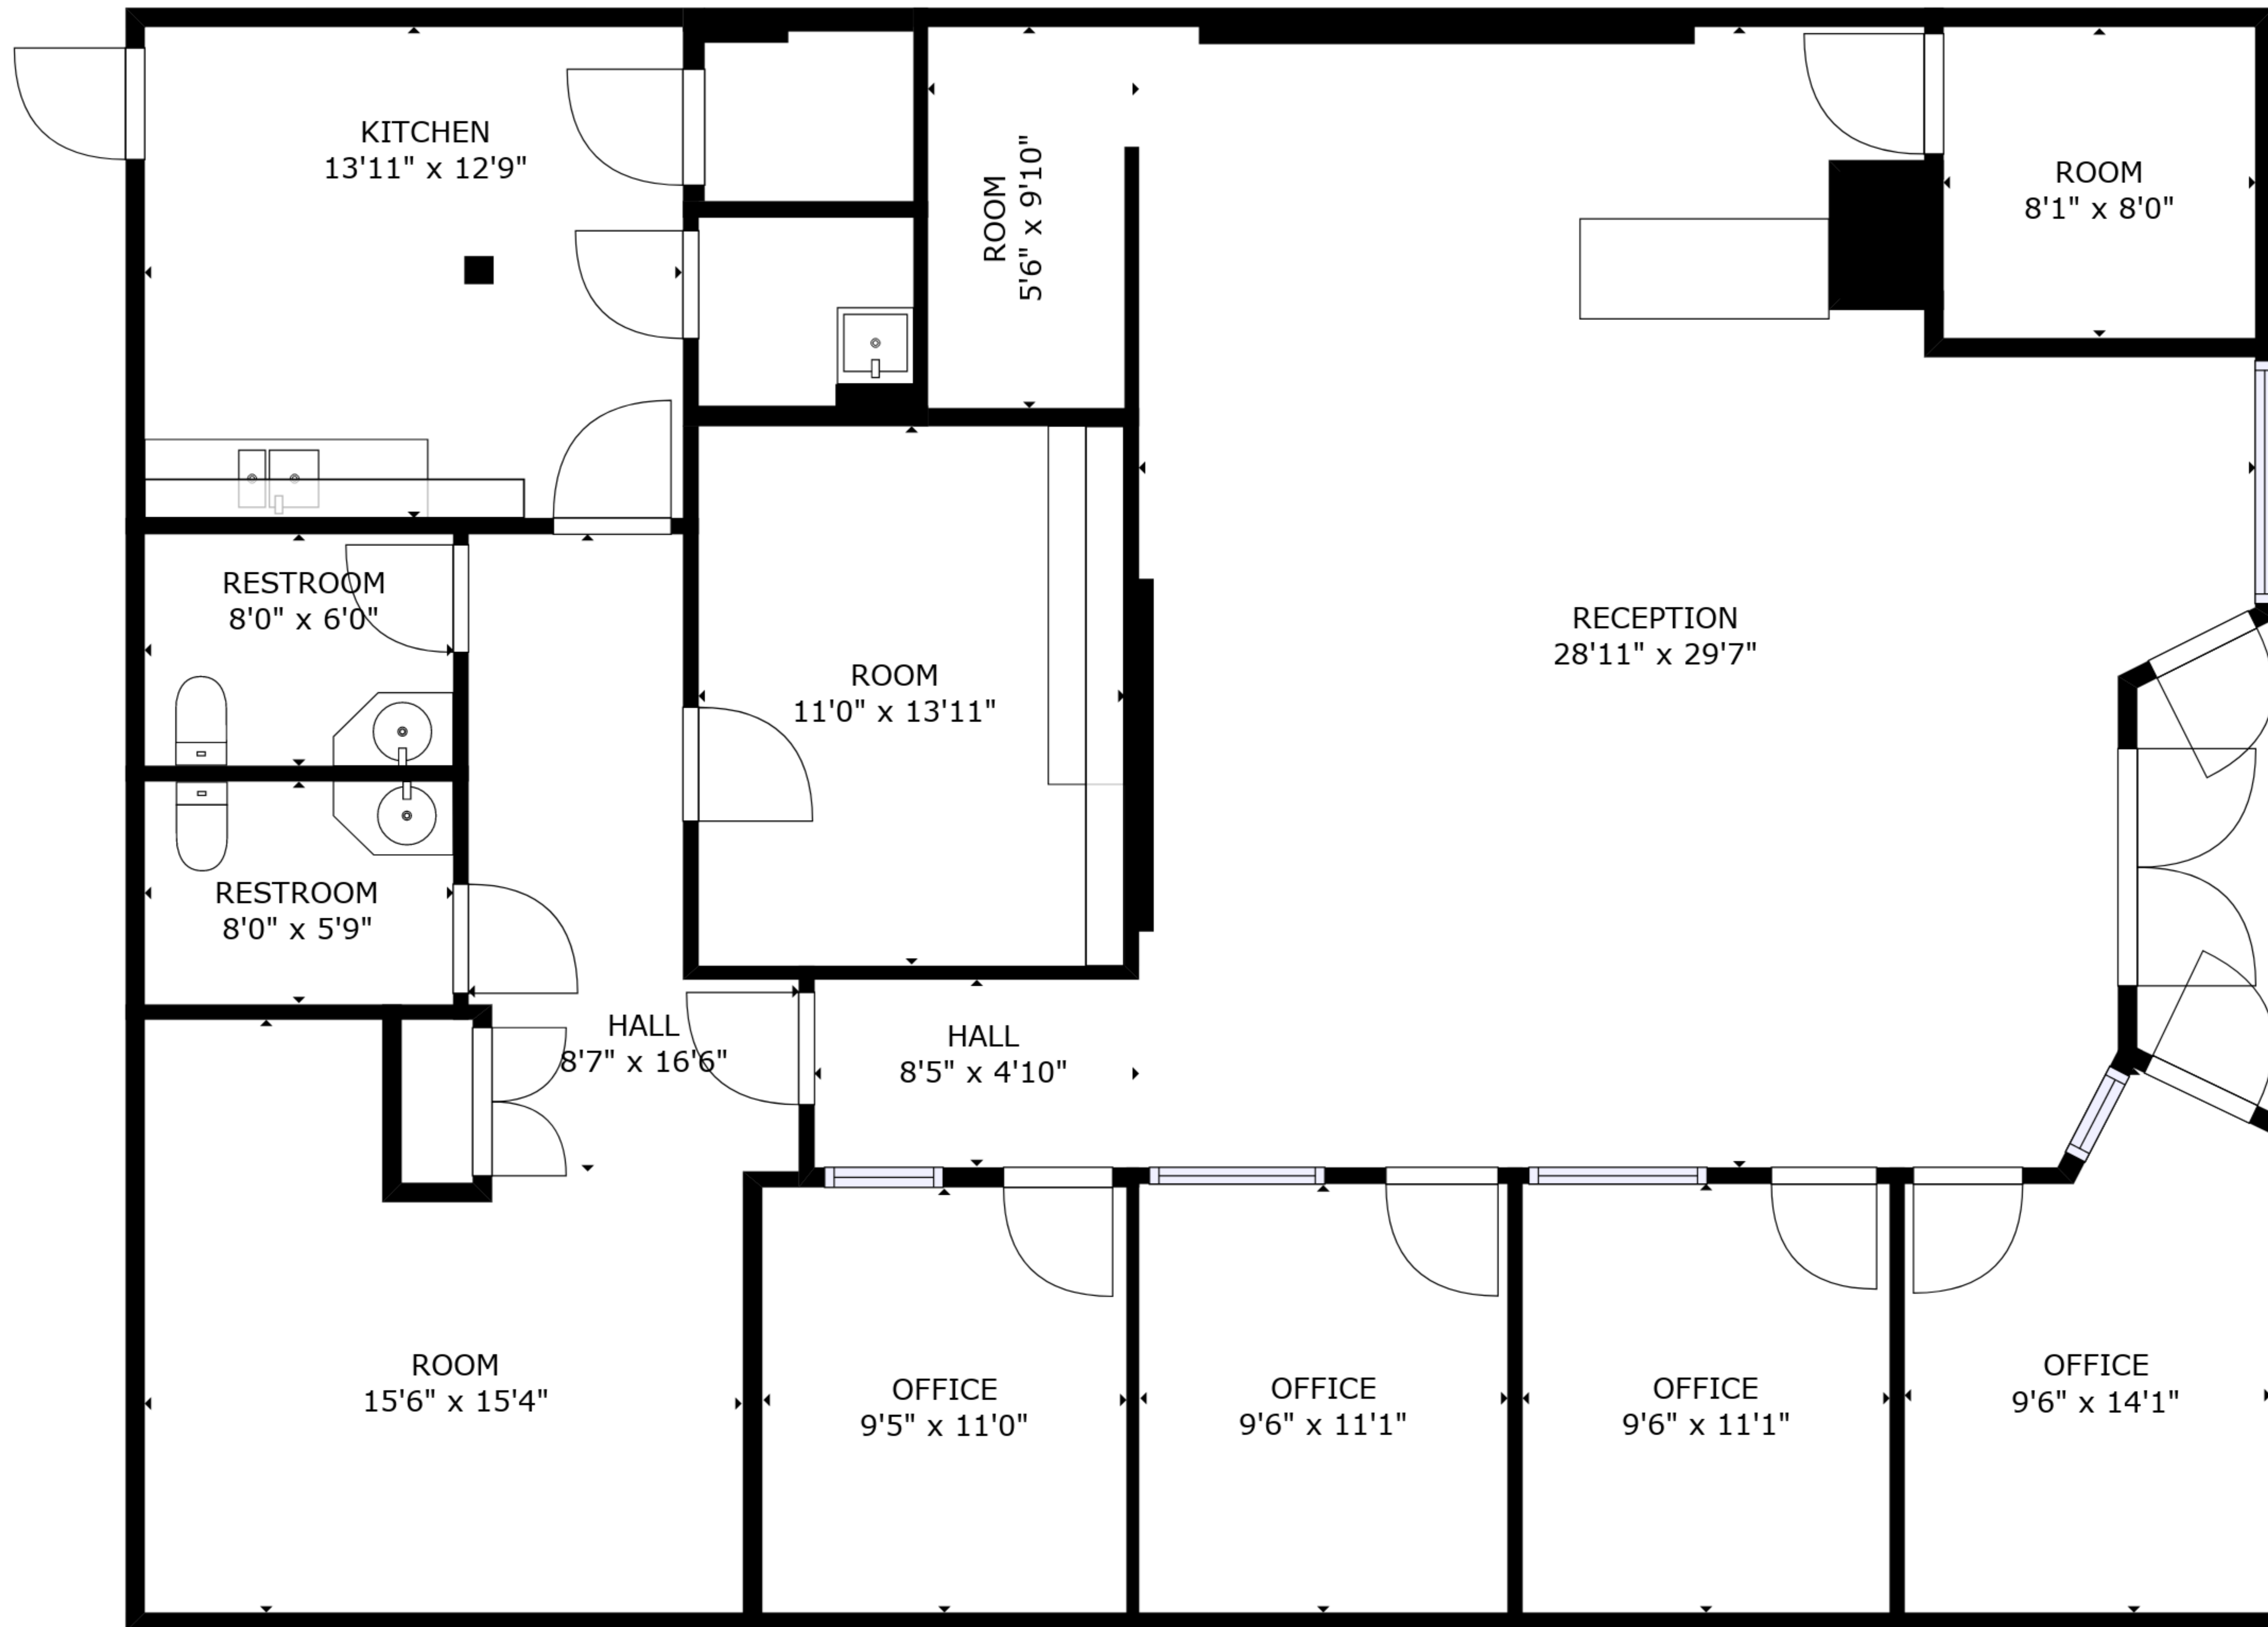 KITCHEN
13'11" x 12'9"
ROOM
5'6" x 9'10"
ROOM
8'1" x 8'0"
RESTROOM
8'0" x 6'0"
ROOM
11'0" x 13'11"
RECEPTION
28'11" x 29'7"
RESTROOM
8'0" x 5'9"
HALL
8'7" x 16'6"
HALL
8'5" x 4'10"
ROOM
15'6" x 15'4"
OFFICE
9'5" x 11'0"
OFFICE
9'6" x 11'1"
OFFICE
9'6" x 11'1"
OFFICE
9'6" x 14'1"